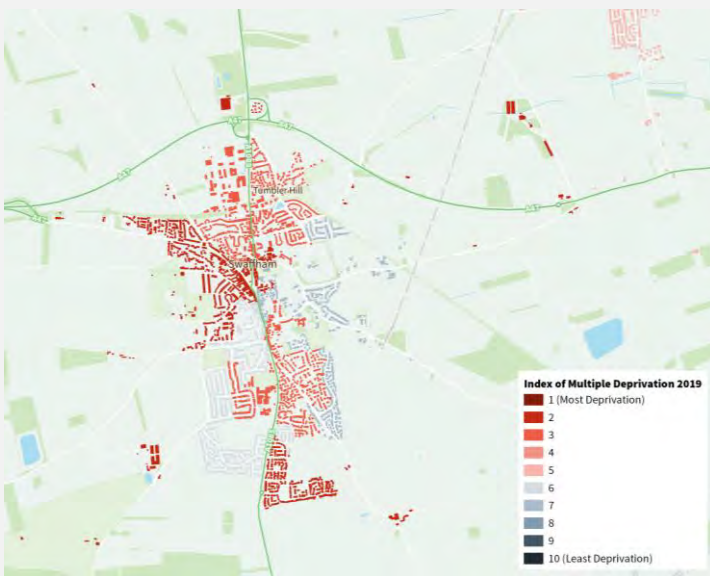 Tumbler Hill
Swaffham
Index of Multiple Deprivation 2019
1 (Most Deprivation)
2
3
4
5
6
7
8
9
10 (Least Deprivation)